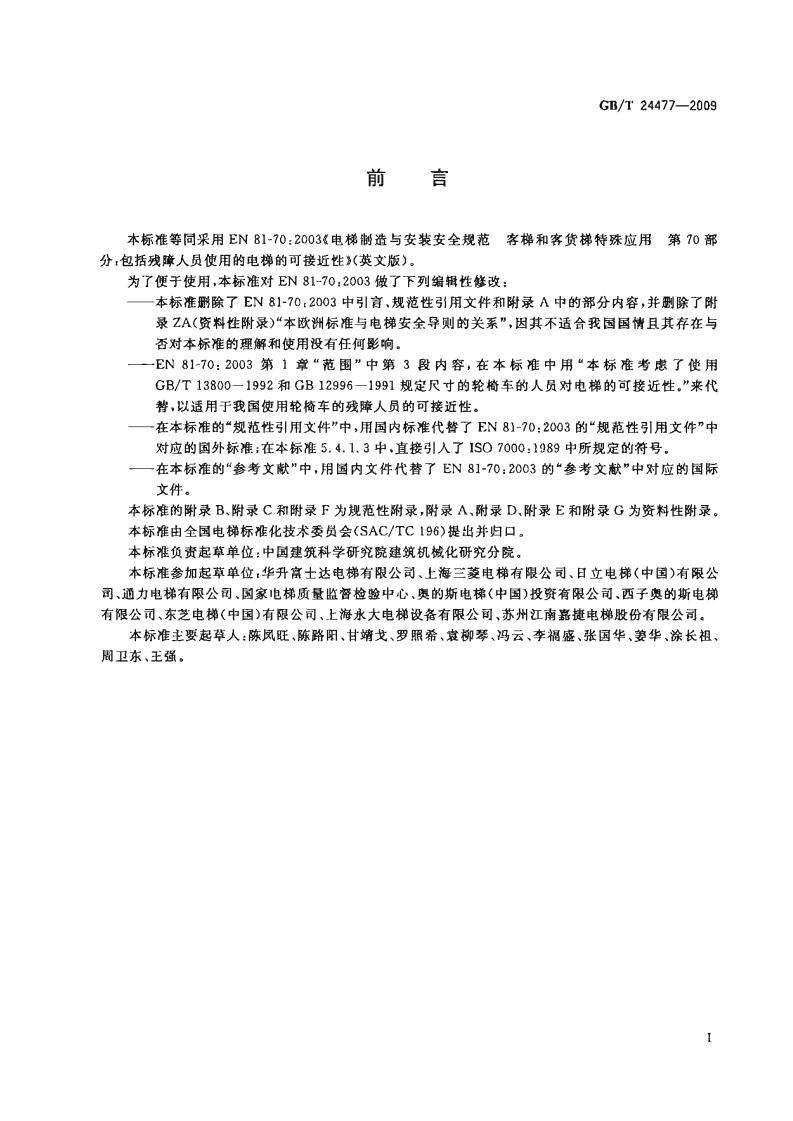 GB/T 24477—2009
前 言
本标准等同采用 EN 81-70:2003《电梯制造与安装安全规范 客梯和客货梯特殊应用 第 70 部
分:包括残障人员使用的电梯的可接近性》(英文版)。
为了便于使用,本标准对 EN 81-70:2003 做了下列编辑性修改:
——本标准删除了 EN 81-70:2003 中引言、规范性引用文件和附录 A 中的部分内容,并删除了附
录 ZA(资料性附录)“本欧洲标准与电梯安全导则的关系”,因其不适合我国国情且其存在与
否对本标准的理解和使用没有任何影响。
——EN 81-70:2003 第 1 章“范围”中第 3 段内容,在本标准中用“本标准考虑了使用
GB/T 13800—1992 和 GB 12996—1991 规定尺寸的轮椅车的人员对电梯的可接近性。”来代
替,以适用于我国使用轮椅车的残障人员的可接近性。
——在本标准的“规范性引用文件”中,用国内标准代替了 EN 81-70:2003 的“规范性引用文件”中
对应的国外标准;在本标准 5.4.1.3 中,直接引入了 ISO 7000:1989 中所规定的符号。
——在本标准的“参考文献”中,用国内文件代替了 EN 81-70:2003 的“参考文献”中对应的国际
文件。
本标准的附录 B、附录 C 和附录 F 为规范性附录,附录 A、附录 D、附录 E 和附录 G 为资料性附录。
本标准由全国电梯标准化技术委员会(SAC/TC 196)提出并归口。
本标准负责起草单位:中国建筑科学研究院建筑机械化研究分院。
本标准参加起草单位:华升富士达电梯有限公司、上海三菱电梯有限公司、日立电梯(中国)有限公
司、通力电梯有限公司、国家电梯质量监督检验中心、奥的斯电梯(中国)投资有限公司、西子奥的斯电梯
有限公司、东芝电梯(中国)有限公司、上海永大电梯设备有限公司、苏州江南嘉捷电梯股份有限公司。
本标准主要起草人:陈凤旺、陈路阳、甘靖戈、罗照希、袁柳琴、冯云、李福盛、张国华、姜华、涂长祖、
周卫东、王强。
I